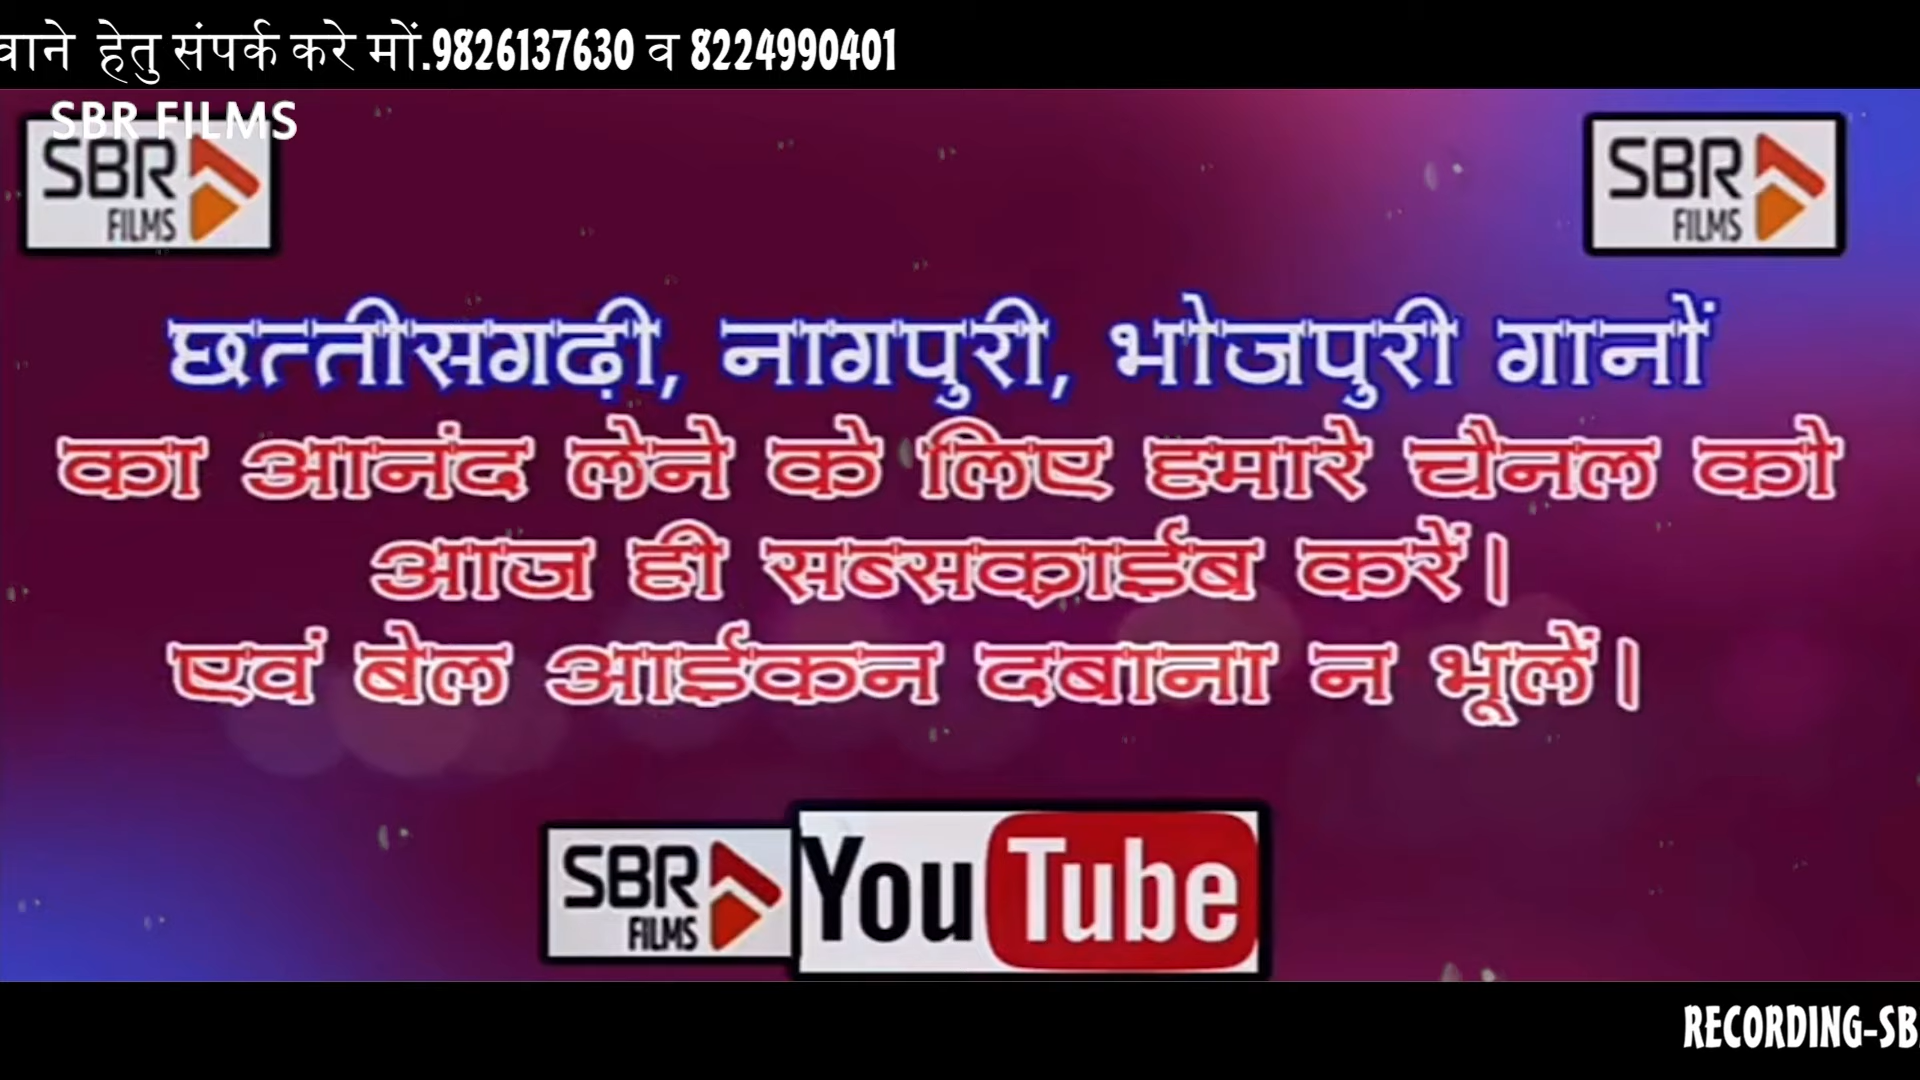 वाने हेतु संपर्क करे मों.9826137630 व 8224990401
SBR FILMS
SBR
FILMS
SBR
FILMS
छत्तीसगढ़ी, नागपुरी, भोजपुरी गानों
का आनंद लेने के लिए हमारे चैनल को
आज ही सब्सक्राईब करें।
एवं बेल आईकन दबाना न भूलें।
SBR
FILMS
YouTube
RECORDING-SB